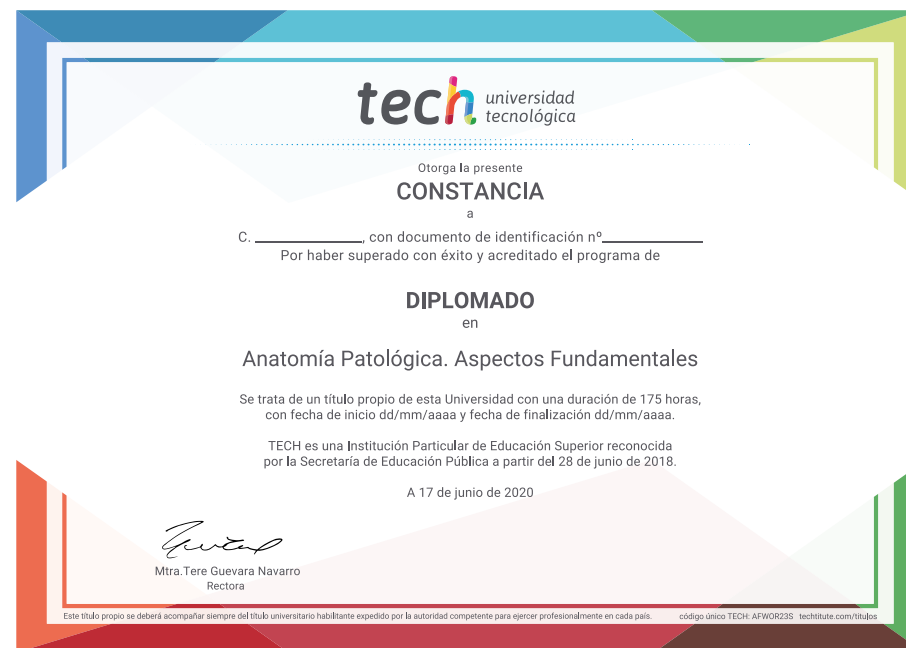 tech universidad
tecnológica
Otorga la presente
CONSTANCIA
a
C. ____________, con documento de identificación nº____________
Por haber superado con éxito y acreditado el programa de
DIPLOMADO
en
Anatomía Patológica. Aspectos Fundamentales
Se trata de un título propio de esta Universidad con una duración de 175 horas,
con fecha de inicio dd/mm/aaaa y fecha de finalización dd/mm/aaaa.
TECH es una Institución Particular de Educación Superior reconocida
por la Secretaría de Educación Pública a partir del 28 de junio de 2018.
A 17 de junio de 2020
Mtra.Tere Guevara Navarro
Rectora
Este título propio se deberá acompañar siempre del título universitario habilitante expedido por la autoridad competente para ejercer profesionalmente en cada país. código único TECH: AFWOR23S techtitute.com/titulos